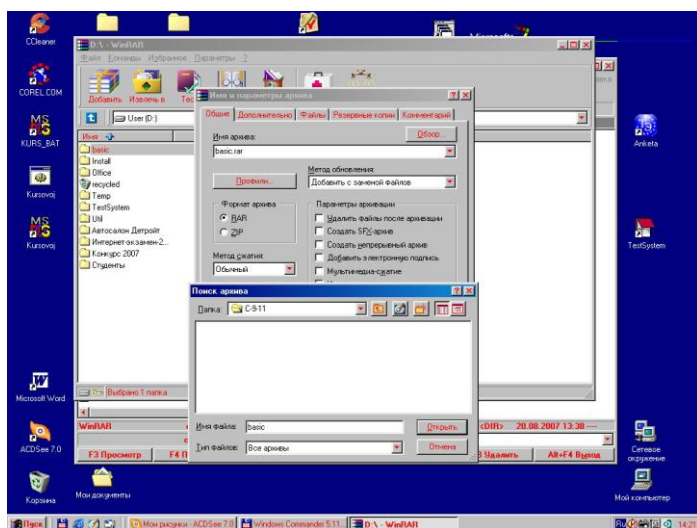 CCleaner
COREL.COM
KURS_BAT
Kursovoj
Kursovoj
Microsoft Word
ACDSee 7.0
Корзина
Мои документы
Anketa
TestSystem
Сетевое окружение
Мой компьютер
D:\ - WinRAR
Файл Команды Избранное Параметры ?
Добавить Извлечь в
User (D:)
Имя
basic
Install
Office
recycled
Temp
TestSystem
Util
Автосалон Детройт
Интернет-экзамен-2...
Конкурс 2007
Студенты
Выбрано 1 папка
Имя и параметры архива
Общие Дополнительно Файлы Резервные копии Комментарий
Имя архива:
Обзор...
basic.rar
Профили...
Метод обновления:
Добавить с заменой файлов
Формат архива
RAR
ZIP
Метод сжатия:
Обычный
Параметры архивации
Удалить файлы после архивации
Создать SFX-архив
Создать непрерывный архив
Добавить электронную подпись
Мультимедиа-сжатие
Поиск архива
Папка: C-9-11
Имя файла: basic
Открыть
Тип файлов: Все архивы
Отмена
WinRAR
<DIR> 20.08.2007 13:38 ----
F3 Просмотр
Удалить
Alt+F4 Выход
Пуск
Мои рисунки - ACDSee 7.0
Windows Commander 5.11
D:\ - WinRAR
Ru